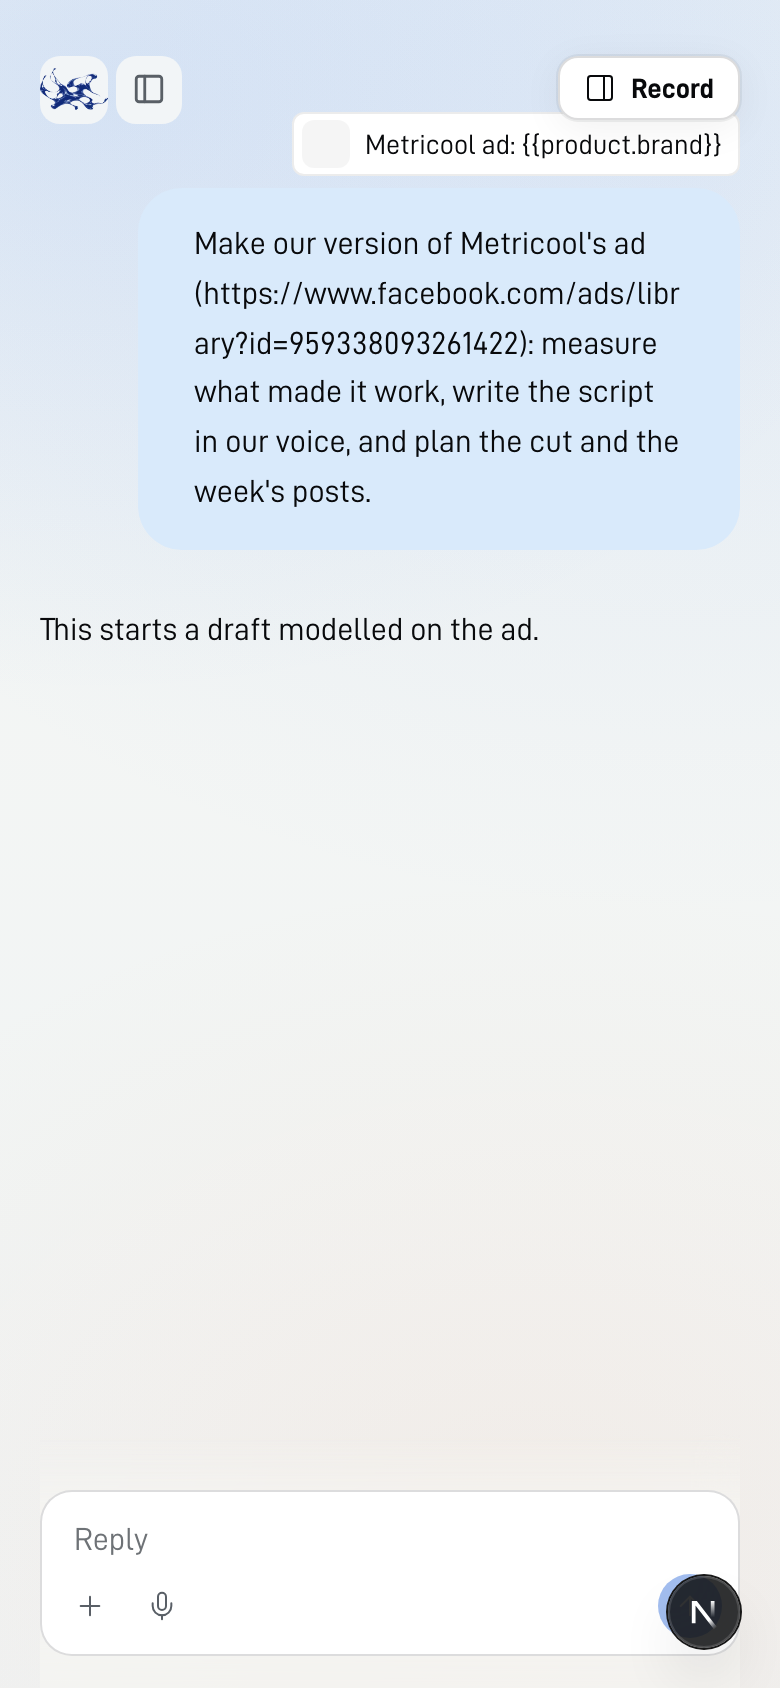 Record
Metricool ad: {{product.brand}}
Make our version of Metricool's ad
(https://www.facebook.com/ads/libr
ary?id=959338093261422): measure
what made it work, write the script
in our voice, and plan the cut and the
week's posts.
This starts a draft modelled on the ad.
Reply
N